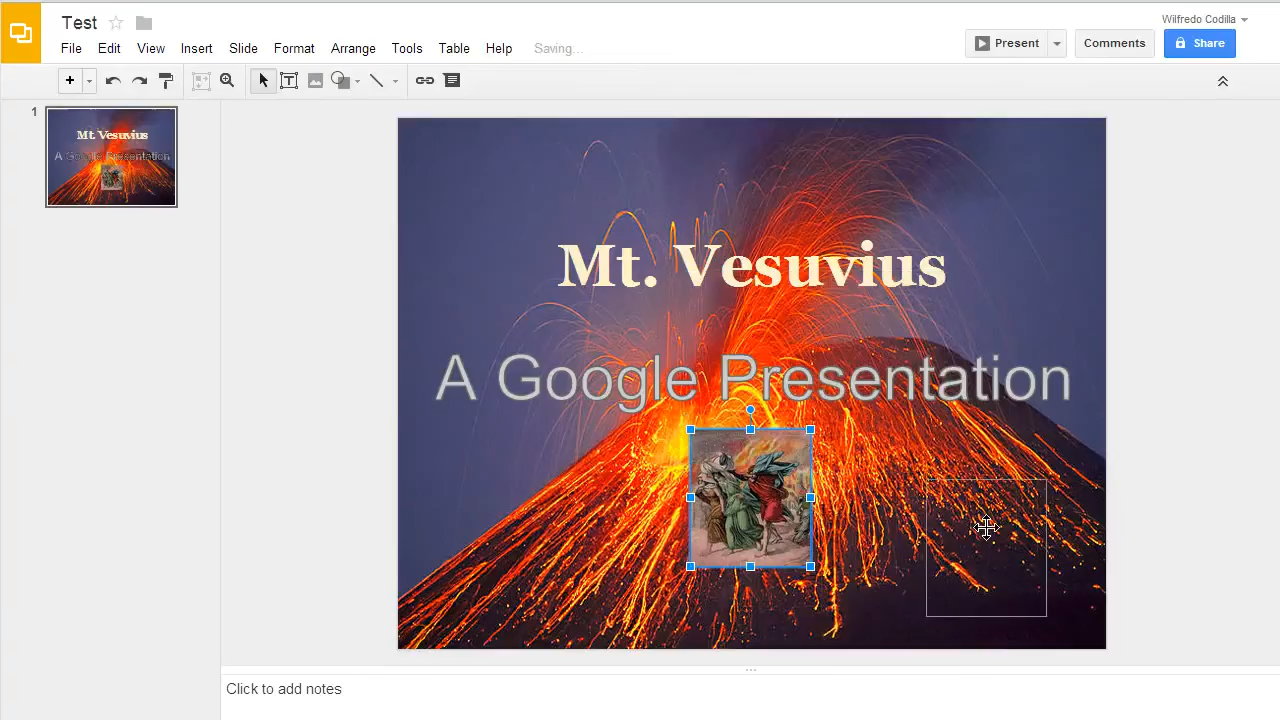 Test
Wilfredo Codilla
File Edit View Insert Slide Format Arrange Tools Table Help Saving...
Present Comments Share
1
Mt. Vesuvius
A Google Presentation
Mt. Vesuvius
A Google Presentation
Click to add notes